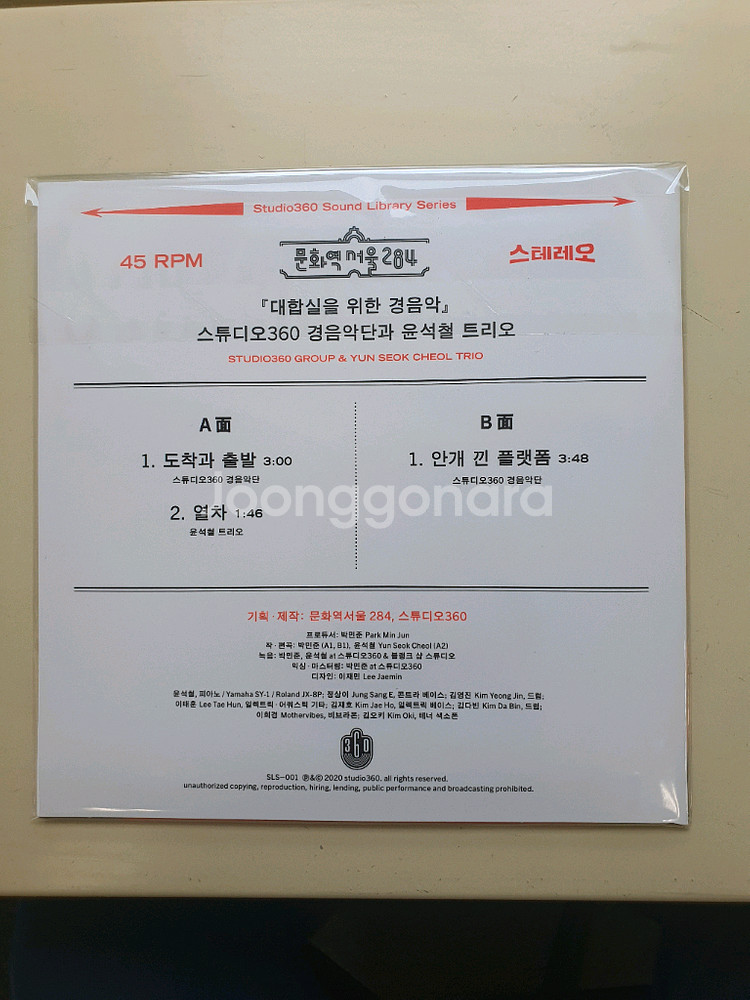 Studio360 Sound Library Series
45 RPM
문화역서울284
스테레오
『대합실을 위한 경음악』
스튜디오360 경음악단과 윤석철 트리오
STUDIO360 GROUP & YUN SEOK CHEOL TRIO
A面
1. 도착과 출발 3:00
스튜디오360 경음악단
2. 열차 1:46
윤석철 트리오
B面
1. 안개 낀 플랫폼 3:48
스튜디오360 경음악단
joonggonara
기획·제작: 문화역서울 284, 스튜디오360
프로듀서: 박민준 Park Min Jun
작·편곡: 박민준 (A1, B1), 윤석철 Yun Seok Cheol (A2)
녹음: 박민준, 윤석철 at 스튜디오360 & 블랭크 샵 스튜디오
믹싱·마스터링: 박민준 at 스튜디오360
디자인: 이재민 Lee Jaemin
윤석철, 피아노 / Yamaha SY-1 / Roland JX-8P; 정상이 Jung Sang E, 콘트라 베이스; 김영진 Kim Yeong Jin, 드럼;
이태훈 Lee Tae Hun, 일렉트릭·어쿠스틱 기타; 김재호 Kim Jae Ho, 일렉트릭 베이스; 김다빈 Kim Da Bin, 드럼;
이희경 Mothervibes, 비브라폰; 김오키 Kim Oki, 테너 색소폰
360
SLS-001 ℗&© 2020 studio360. all rights reserved.
unauthorized copying, reproduction, hiring, lending, public performance and broadcasting prohibited.